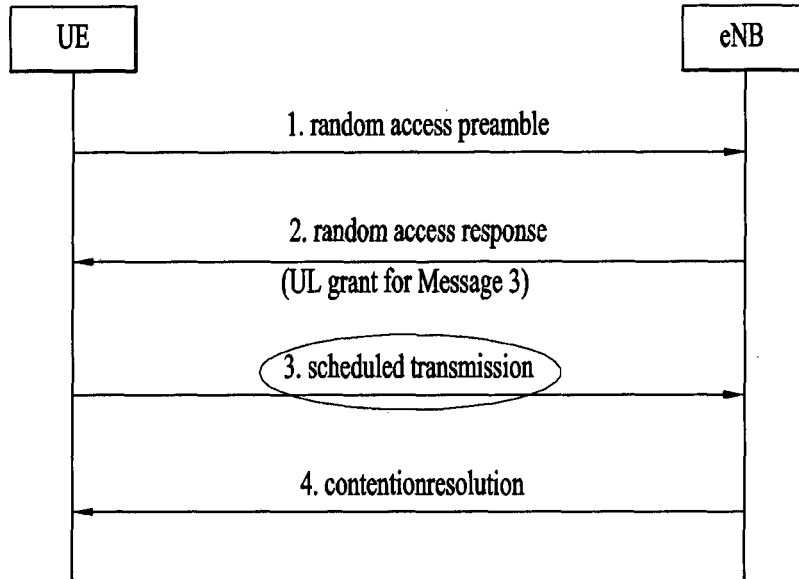 UE
eNB
1. random access preamble
2. random access response
(UL grant for Message 3)
3. scheduled transmission
4. contentionresolution